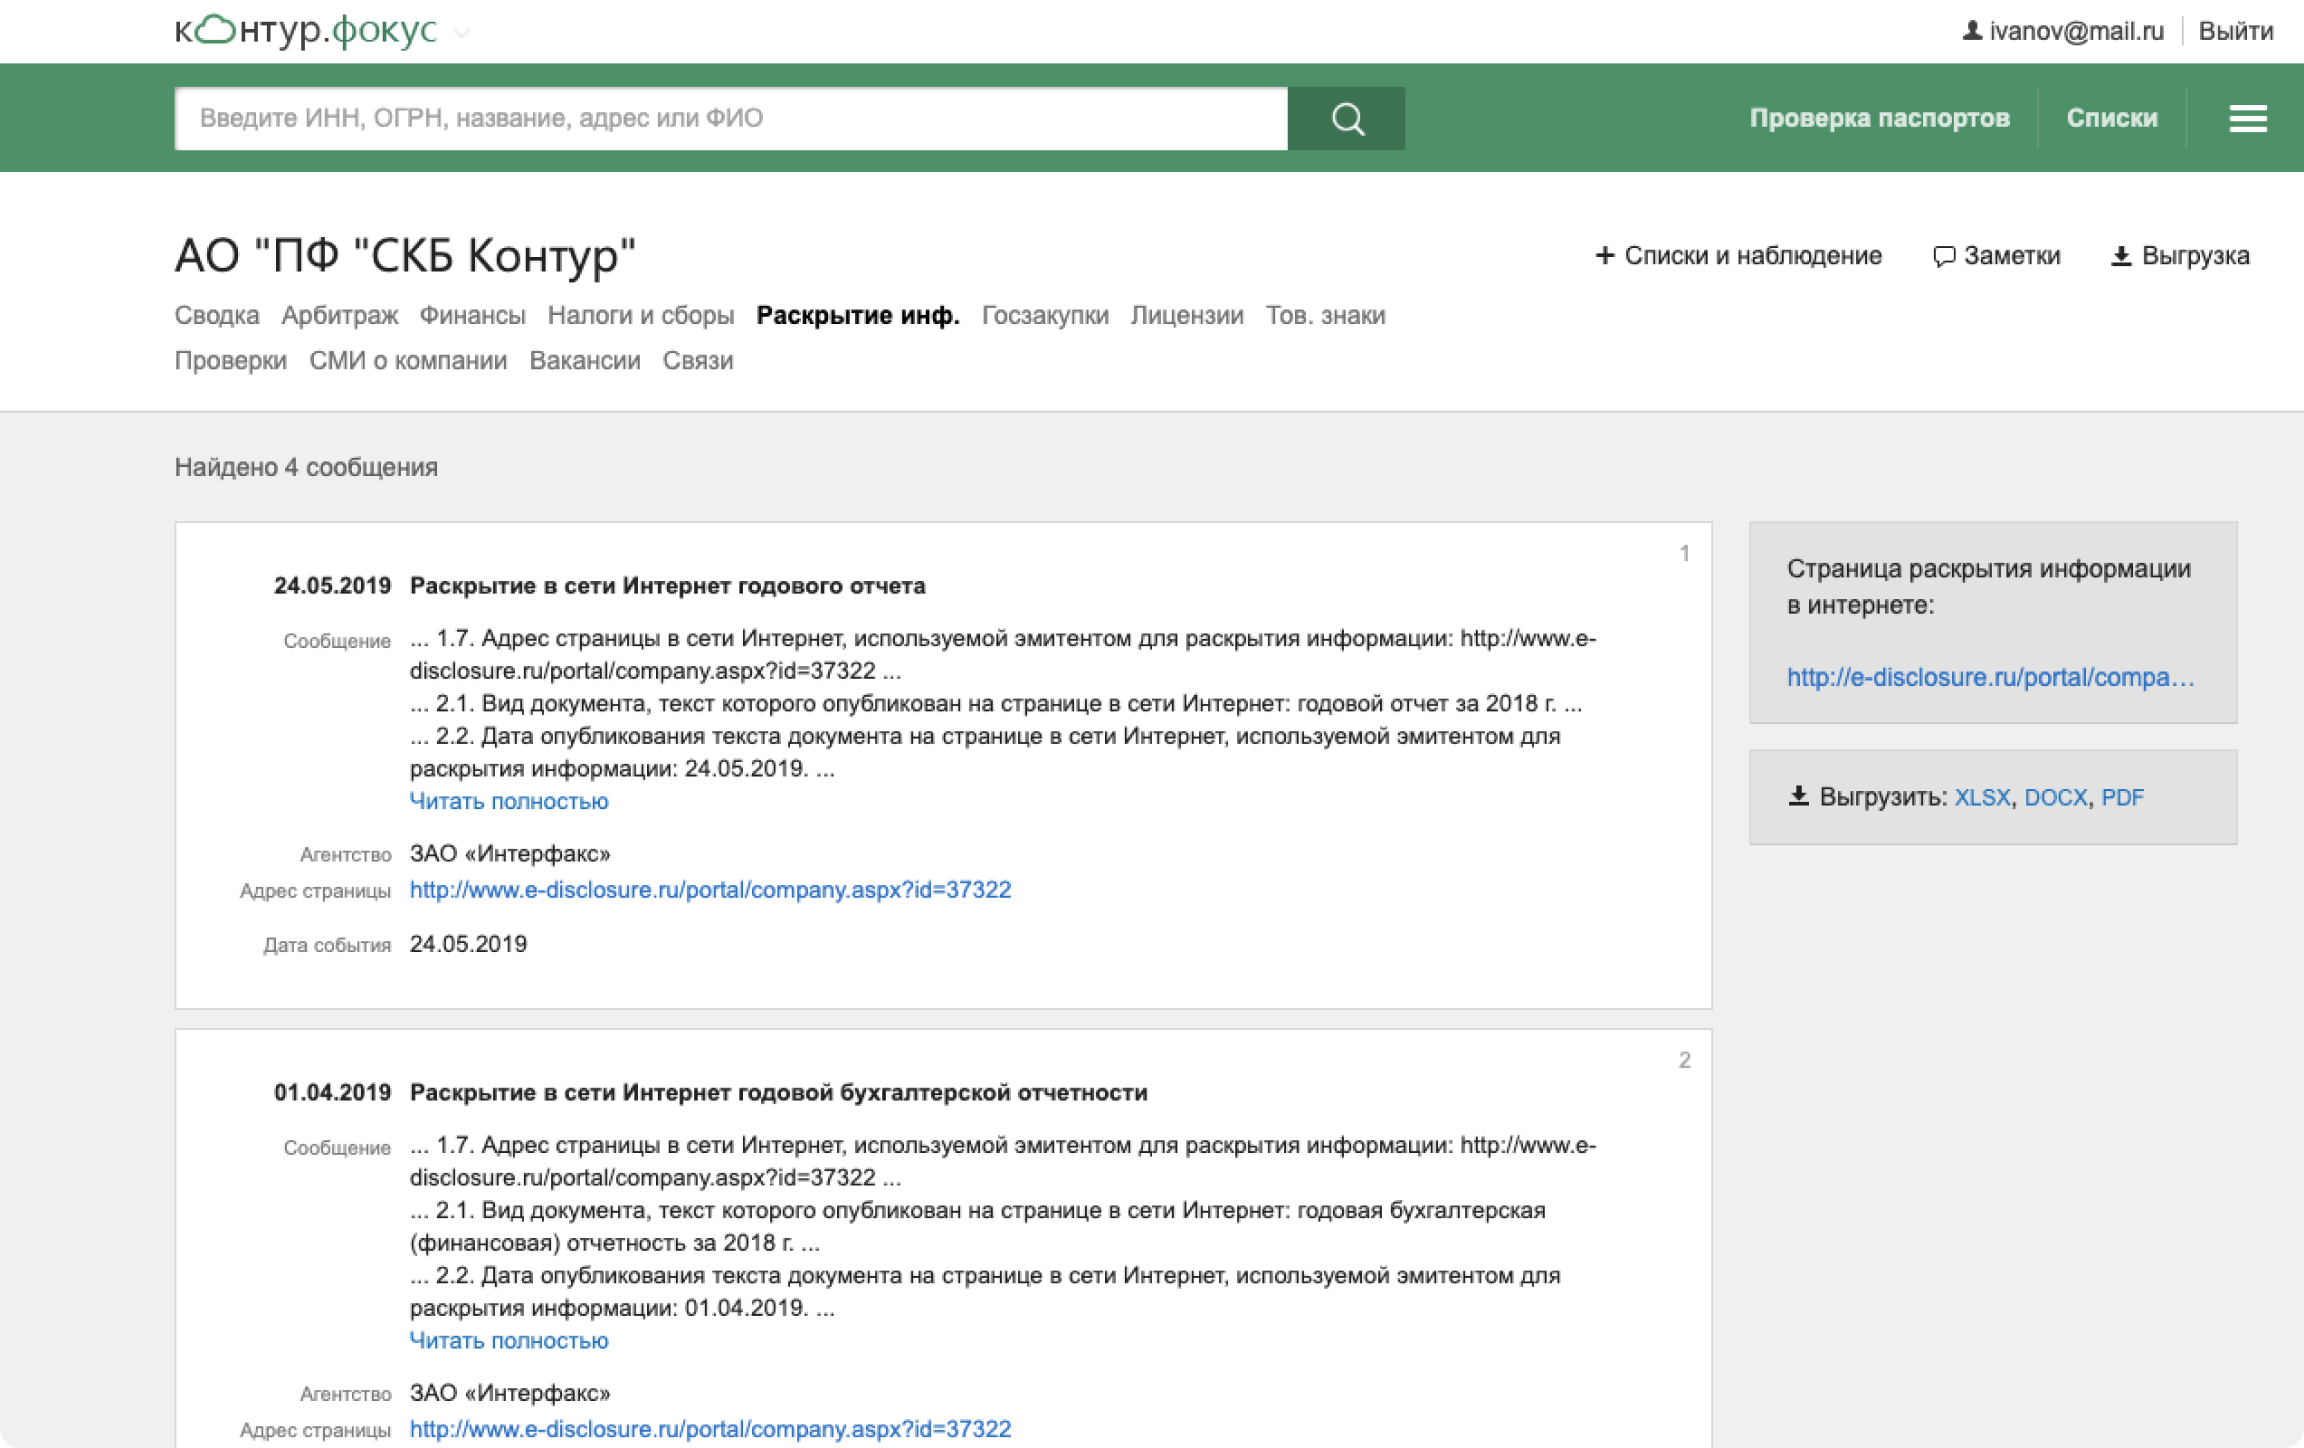 контур.фокус
ivanov@mail.ru Выйти
Введите ИНН, ОГРН, название, адрес или ФИО
Проверка паспортов Списки
АО "ПФ "СКБ Контур"
+ Списки и наблюдение Заметки Выгрузка
Сводка Арбитраж Финансы Налоги и сборы Раскрытие инф. Госзакупки Лицензии Тов. знаки
Проверки СМИ о компании Вакансии Связи
Найдено 4 сообщения
1
24.05.2019 Раскрытие в сети Интернет годового отчета
Сообщение ... 1.7. Адрес страницы в сети Интернет, используемой эмитентом для раскрытия информации: http://www.e-
disclosure.ru/portal/company.aspx?id=37322 ...
... 2.1. Вид документа, текст которого опубликован на странице в сети Интернет: годовой отчет за 2018 г. ...
... 2.2. Дата опубликования текста документа на странице в сети Интернет, используемой эмитентом для
раскрытия информации: 24.05.2019. ...
Читать полностью
Агентство ЗАО «Интерфакс»
Адрес страницы http://www.e-disclosure.ru/portal/company.aspx?id=37322
Дата события 24.05.2019
Страница раскрытия информации
в интернете:
http://e-disclosure.ru/portal/compa...
Выгрузить: XLSX, DOCX, PDF
2
01.04.2019 Раскрытие в сети Интернет годовой бухгалтерской отчетности
Сообщение ... 1.7. Адрес страницы в сети Интернет, используемой эмитентом для раскрытия информации: http://www.e-
disclosure.ru/portal/company.aspx?id=37322 ...
... 2.1. Вид документа, текст которого опубликован на странице в сети Интернет: годовая бухгалтерская
(финансовая) отчетность за 2018 г. ...
... 2.2. Дата опубликования текста документа на странице в сети Интернет, используемой эмитентом для
раскрытия информации: 01.04.2019. ...
Читать полностью
Агентство ЗАО «Интерфакс»
Адрес страницы http://www.e-disclosure.ru/portal/company.aspx?id=37322